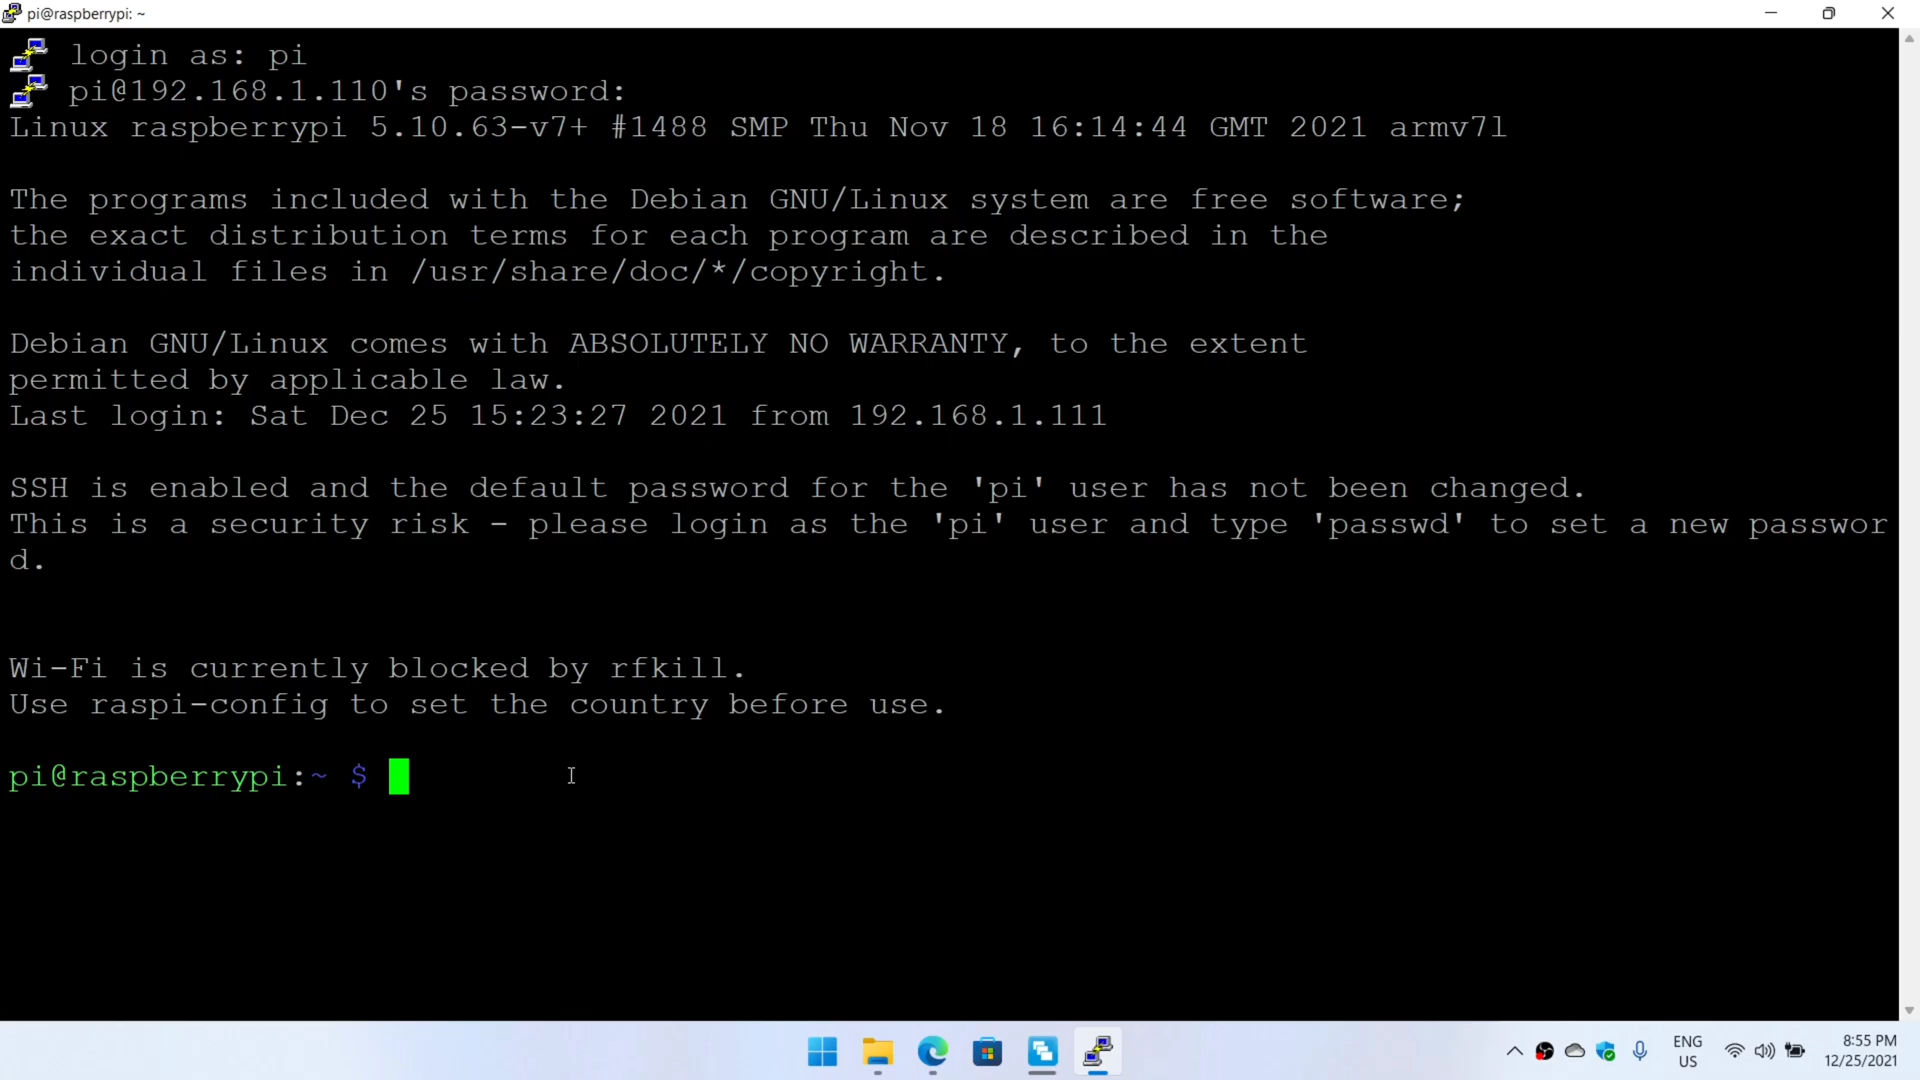 pi@raspberrypi: ~
login as: pi
pi@192.168.1.110's password:
Linux raspberrypi 5.10.63-v7+ #1488 SMP Thu Nov 18 16:14:44 GMT 2021 armv7l
The programs included with the Debian GNU/Linux system are free software;
the exact distribution terms for each program are described in the
individual files in /usr/share/doc/*/copyright.
Debian GNU/Linux comes with ABSOLUTELY NO WARRANTY, to the extent
permitted by applicable law.
Last login: Sat Dec 25 15:23:27 2021 from 192.168.1.111
SSH is enabled and the default password for the 'pi' user has not been changed.
This is a security risk - please login as the 'pi' user and type 'passwd' to set a new passwor
d.
Wi-Fi is currently blocked by rfkill.
Use raspi-config to set the country before use.
pi@raspberrypi:~ $
ENG
US
8:55 PM
12/25/2021